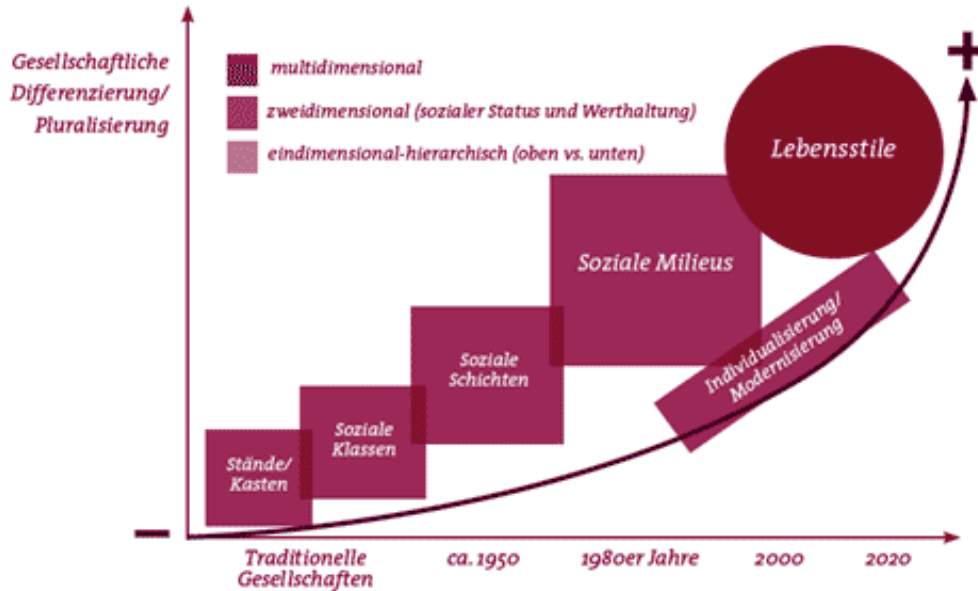 Gesellschaftliche
Differenzierung/
Pluralisierung
multidimensional
zweidimensional (sozialer Status und Werthaltung)
eindimensional-hierarchisch (oben vs. unten)
+
Lebensstile
Soziale Milieus
Individualisierung/
Modernisierung
Soziale
Schichten
Soziale
Klassen
Stände/
Kasten
–
Traditionelle
Gesellschaften
ca. 1950
1980er Jahre
2000
2020